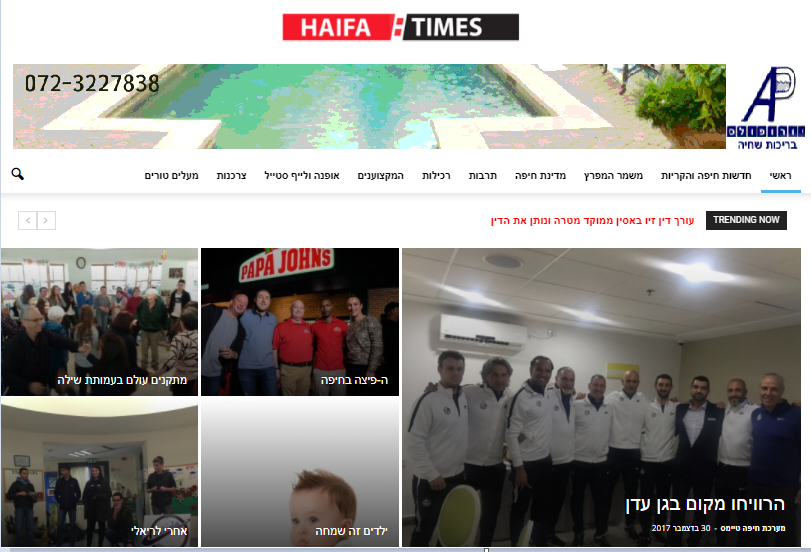 HAIFA TIMES
072-3227838
יורופולס
בריכות שחיה
ראשי
חדשות חיפה והקריות
משמר המפרץ
מדינת חיפה
תרבות
רכילות
המקצוענים
אופנה ולייף סטייל
צרכנות
מעלים טורים
TRENDING NOW
עורך דין זיו באסין ממוקד מטרה ונותן את הדין
PAPA JOHNS
הרוויחו מקום בגן עדן
מערכת חיפה טיימס - 30 בדצמבר 2017
ה-פיצה בחיפה
מתקנים עולם בעמותת שילה
ילדים זה שמחה
אחרי לריאלי